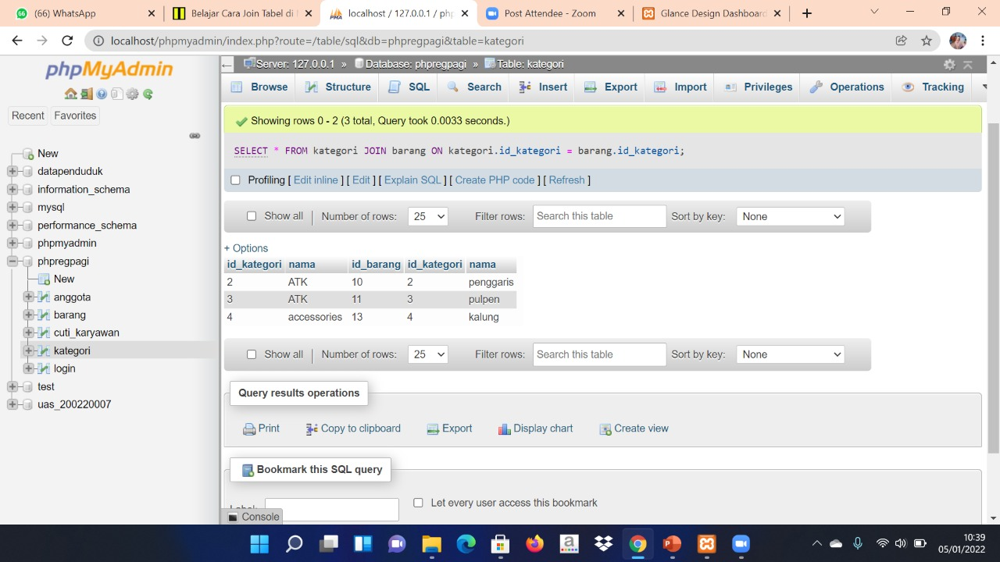 (66) WhatsApp
Belajar Cara Join Tabel di
localhost / 127.0.0.1 / php
Post Attendee - Zoom
Glance Design Dashboard
localhost/phpmyadmin/index.php?route=/table/sql&db=phpregpagi&table=kategori
phpMyAdmin
Recent Favorites
New
datapenduduk
information_schema
mysql
performance_schema
phpmyadmin
phpregpagi
New
anggota
barang
cuti_karyawan
kategori
login
test
uas_200220007
Server: 127.0.0.1 » Database: phpregpagi » Table: kategori
Browse Structure SQL Search Insert Export Import Privileges Operations Tracking
Showing rows 0 - 2 (3 total, Query took 0.0033 seconds.)
SELECT * FROM kategori JOIN barang ON kategori.id_kategori = barang.id_kategori;
Profiling [ Edit inline ] [ Edit ] [ Explain SQL ] [ Create PHP code ] [ Refresh ]
Show all | Number of rows: 25 Filter rows: Search this table Sort by key: None
+ Options
id_kategori nama id_barang id_kategori nama
2 ATK 10 2 penggaris
3 ATK 11 3 pulpen
4 accessories 13 4 kalung
Show all | Number of rows: 25 Filter rows: Search this table Sort by key: None
Query results operations
Print Copy to clipboard Export Display chart Create view
Bookmark this SQL query
Label: Let every user access this bookmark
Console
10:39
05/01/2022